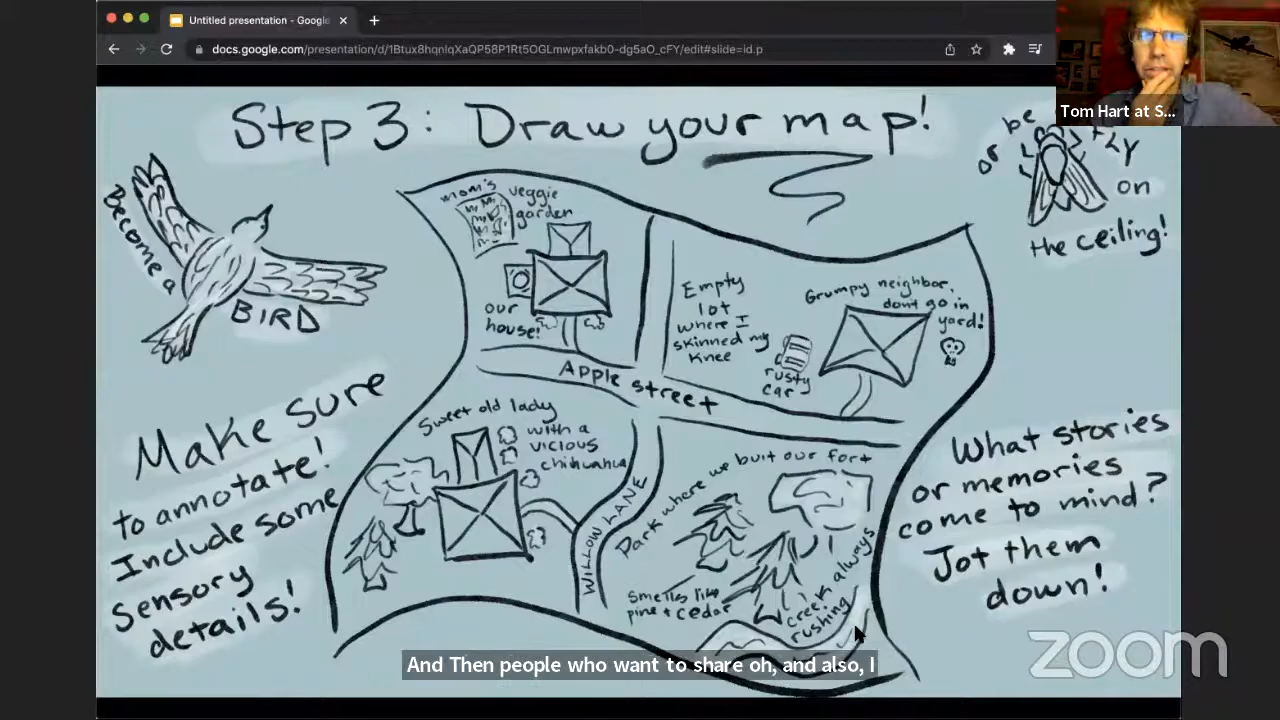 Untitled presentation - Google
docs.google.com/presentation/d/1Btux8hqnIqXaQP58P1Rt5OGLmwpxfakb0-dg5aO_cFY/edit#slide=id.p
Tom Hart at S...
Step 3: Draw your map!
Become a
BIRD
or be
on
the ceiling!
mom's veggie
garden
our
house!
Empty
lot
where I
skinned my
knee
Grumpy neighbor,
dont go in
yard!
rusty
car
Apple street
Sweet old lady
with a
vicious
chihuahua
WILLOW LANE
Park where we buit our fort
smells like
pine + cedar
creek always
rushing
Make sure
to annotate!
Include some
sensory
details!
What stories
or memories
come to mind?
Jot them
down!
And Then people who want to share oh, and also, I
zoom